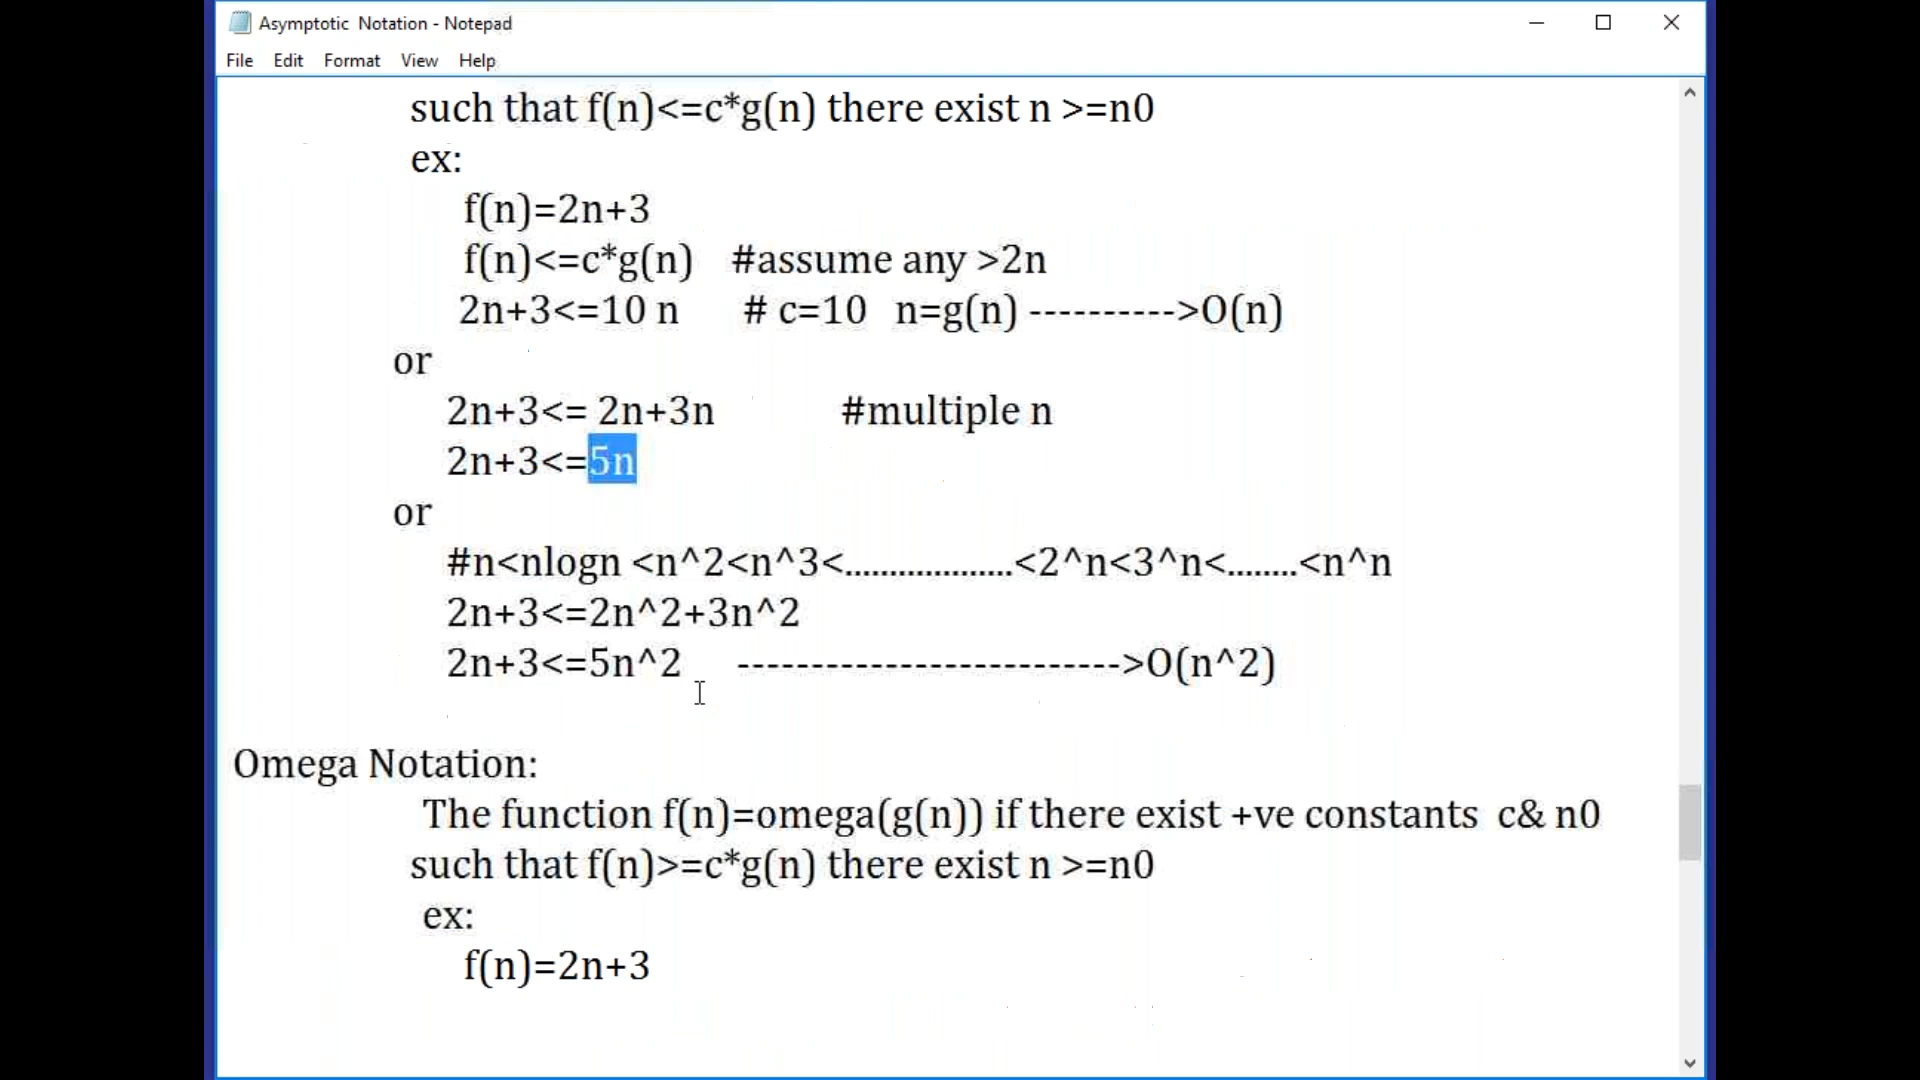 Asymptotic Notation - Notepad
File Edit Format View Help
such that f(n)<=c*g(n) there exist n >=n0
ex:
f(n)=2n+3
f(n)<=c*g(n) #assume any >2n
2n+3<=10 n # c=10 n=g(n) ---------->O(n)
or
2n+3<= 2n+3n #multiple n
2n+3<=5n
or
#n<nlogn <n^2<n^3<...................<2^n<3^n<........<n^n
2n+3<=2n^2+3n^2
2n+3<=5n^2 -------------------------->O(n^2)
Omega Notation:
The function f(n)=omega(g(n)) if there exist +ve constants c& n0
such that f(n)>=c*g(n) there exist n >=n0
ex:
f(n)=2n+3